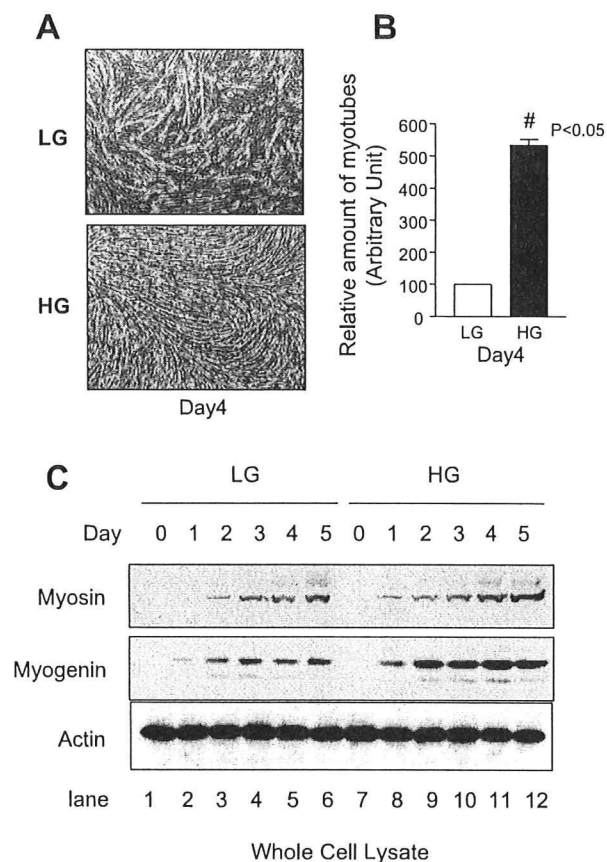 A
LG
HG
Day4
B
Relative amount of myotubes
(Arbitrary Unit)
600
500
400
300
200
100
0
#
P<0.05
LG HG
Day4
C
LG HG
Day 0 1 2 3 4 5 0 1 2 3 4 5
Myosin
Myogenin
Actin
lane 1 2 3 4 5 6 7 8 9 10 11 12
Whole Cell Lysate